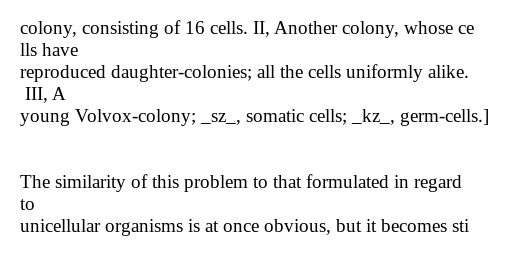 colony, consisting of 16 cells. II, Another colony, whose ce
lls have
reproduced daughter-colonies; all the cells uniformly alike.
III, A
young Volvox-colony; _sz_, somatic cells; _kz_, germ-cells.]
The similarity of this problem to that formulated in regard
to
unicellular organisms is at once obvious, but it becomes sti